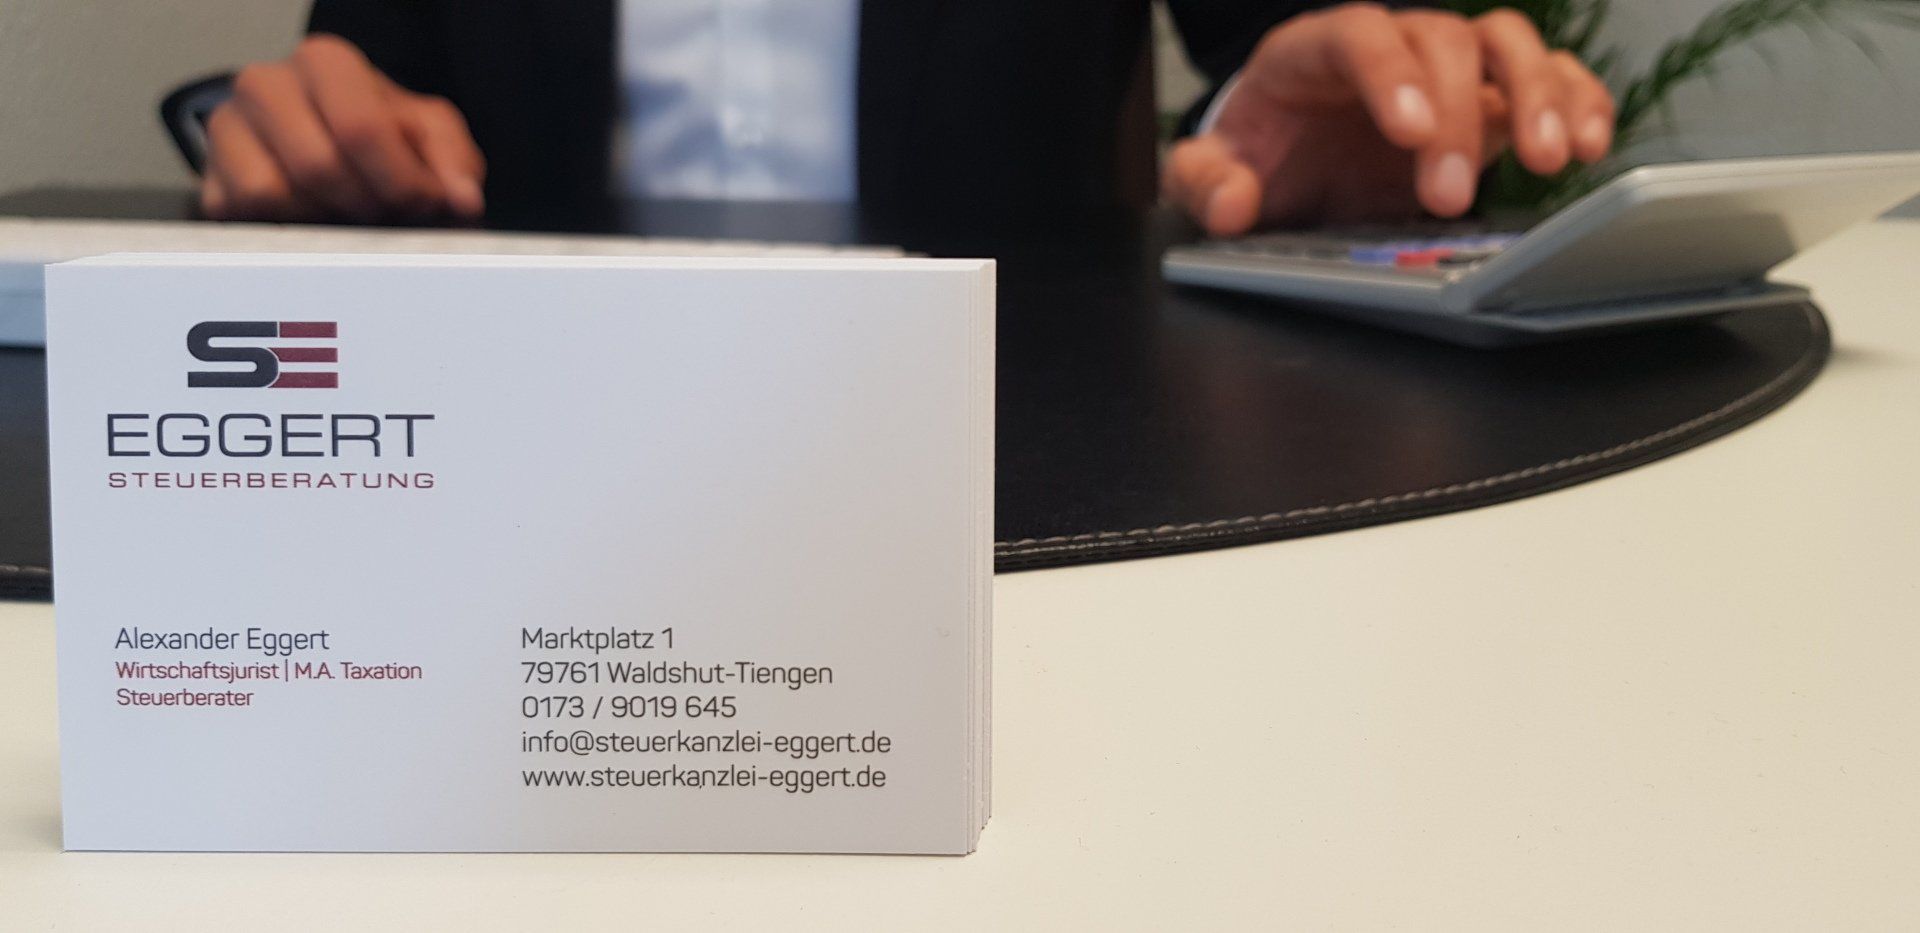 SE
EGGERT
STEUERBERATUNG
Alexander Eggert
Wirtschaftsjurist | M.A. Taxation
Steuerberater
Marktplatz 1
79761 Waldshut-Tiengen
0173 / 9019 645
info@steuerkanzlei-eggert.de
www.steuerkanzlei-eggert.de